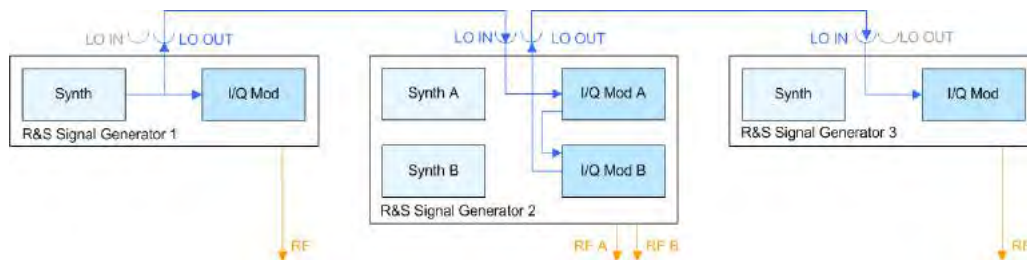 LO IN LO OUT
Synth
I/Q Mod
R&S Signal Generator 1
RF
LO IN LO OUT
Synth A
I/Q Mod A
Synth B
I/Q Mod B
R&S Signal Generator 2
RF A RF B
LO IN LO OUT
Synth
I/Q Mod
R&S Signal Generator 3
RF